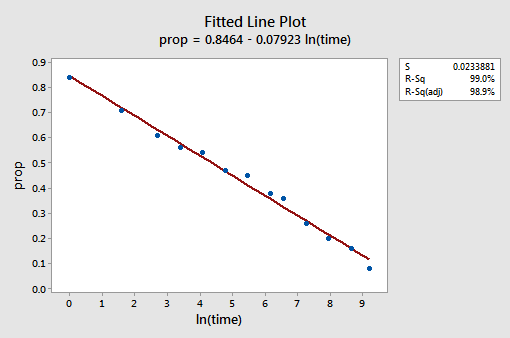 Fitted Line Plot
prop = 0.8464 - 0.07923 ln(time)
S 0.0233881
R-Sq 99.0%
R-Sq(adj) 98.9%
prop
0.9
0.8
0.7
0.6
0.5
0.4
0.3
0.2
0.1
0.0
0 1 2 3 4 5 6 7 8 9
ln(time)